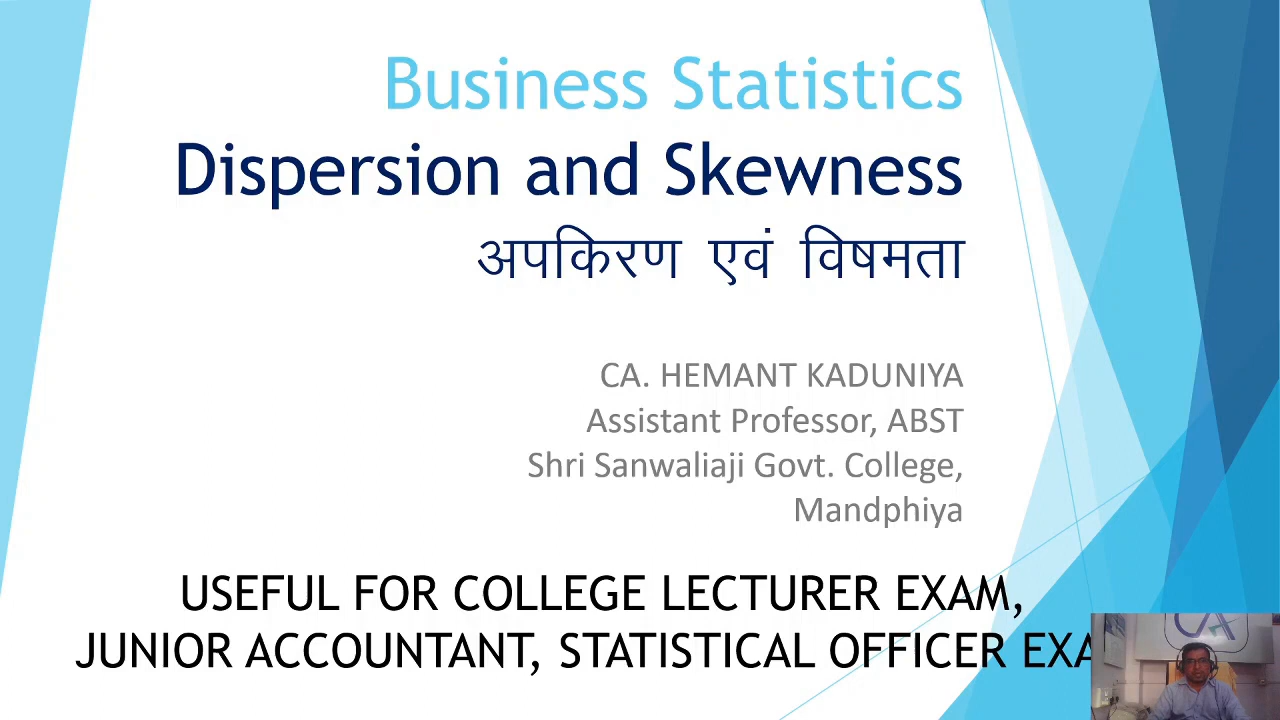 Business Statistics
Dispersion and Skewness
अपकिरण एवं विषमता
CA. HEMANT KADUNIYA
Assistant Professor, ABST
Shri Sanwaliaji Govt. College,
Mandphiya
USEFUL FOR COLLEGE LECTURER EXAM,
JUNIOR ACCOUNTANT, STATISTICAL OFFICER EXA
CA